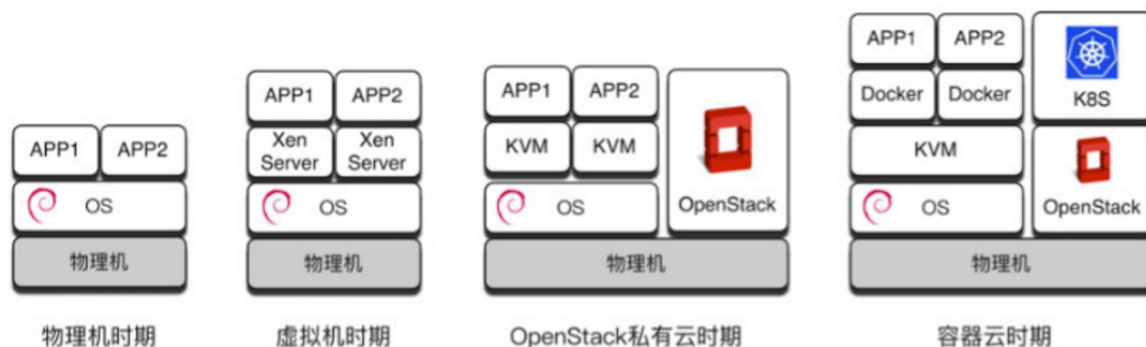 APP1
APP2
OS
物理机
物理机时期
APP1
APP2
Xen
Server
Xen
Server
OS
物理机
虚拟机时期
APP1
APP2
KVM
KVM
OS
OpenStack
物理机
OpenStack私有云时期
APP1
APP2
Docker
Docker
K8S
KVM
OS
OpenStack
物理机
容器云时期